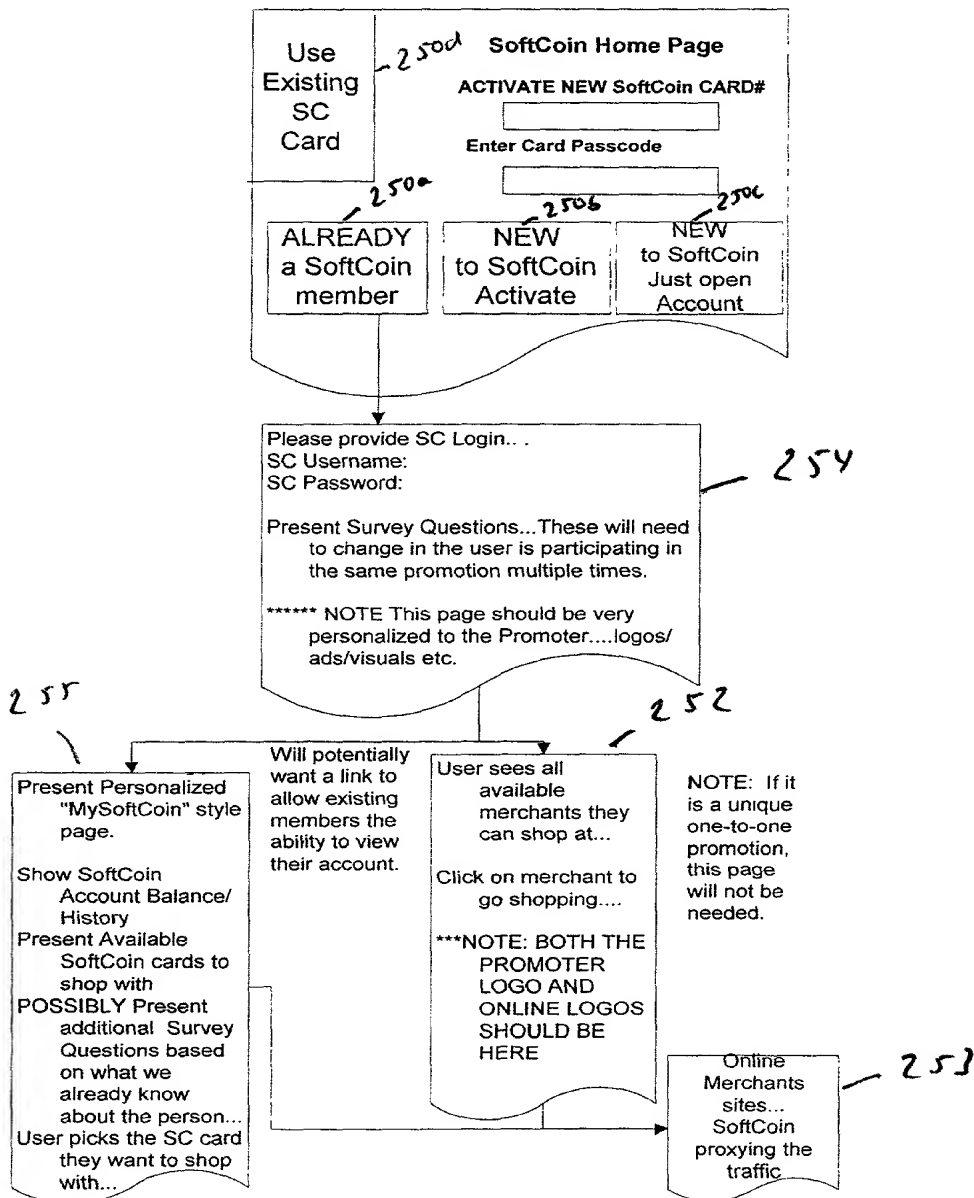 Use
Existing
SC
Card
250d
SoftCoin Home Page
ACTIVATE NEW SoftCoin CARD#
Enter Card Passcode
250a
250b
250c
ALREADY
a SoftCoin
member
NEW
to SoftCoin
Activate
NEW
to SoftCoin
Just open
Account
Please provide SC Login.. .
SC Username:
SC Password:
254
Present Survey Questions...These will need
to change in the user is participating in
the same promotion multiple times.
****** NOTE This page should be very
personalized to the Promoter....logos/
ads/visuals etc.
255
252
Present Personalized
"MySoftCoin" style
page.
Show SoftCoin
Account Balance/
History
Present Available
SoftCoin cards to
shop with
POSSIBLY Present
additional Survey
Questions based
on what we
already know
about the person...
User picks the SC card
they want to shop
with...
Will potentially
want a link to
allow existing
members the
ability to view
their account.
User sees all
available
merchants they
can shop at...
Click on merchant to
go shopping....
***NOTE: BOTH THE
PROMOTER
LOGO AND
ONLINE LOGOS
SHOULD BE
HERE
NOTE: If it
is a unique
one-to-one
promotion,
this page
will not be
needed.
Online
Merchants
sites...
SoftCoin
proxying the
traffic
253